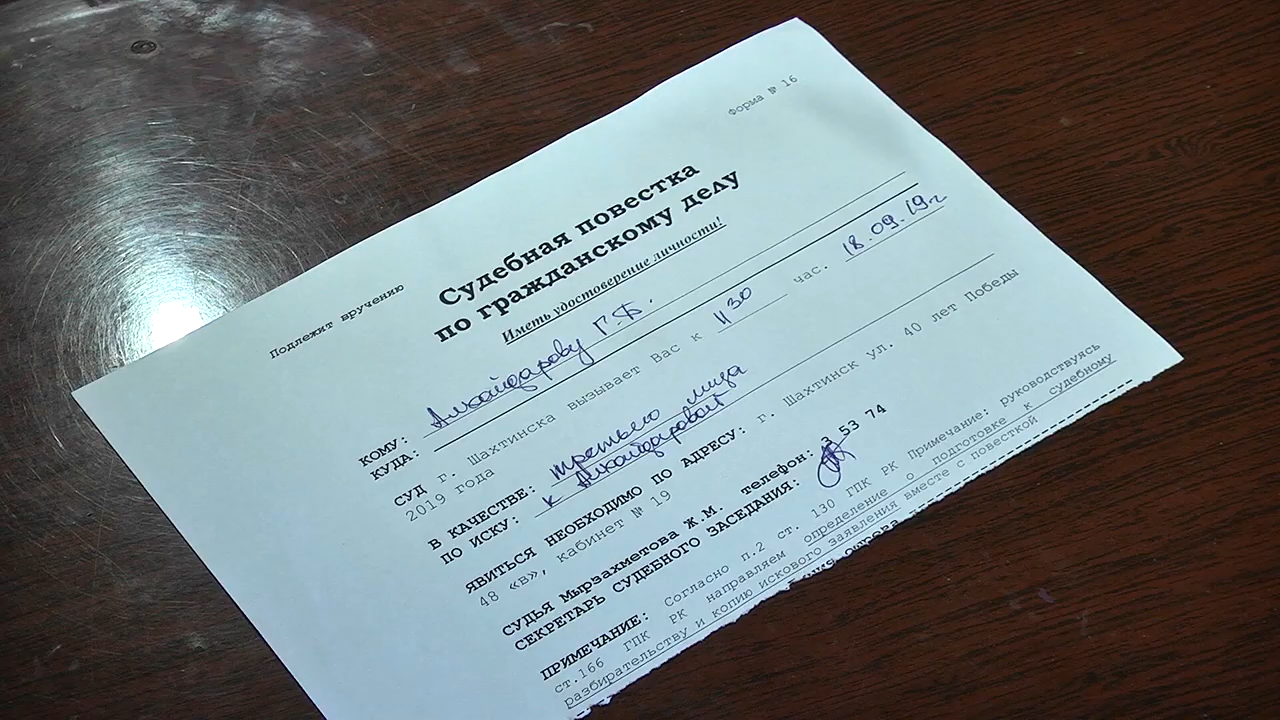 Форма № 16
Подлежит вручению
Судебная повестка
по гражданскому делу
Иметь удостоверение личности!
КОМУ: Алкайдарову Г.Б.
КУДА:
СУД г. Шахтинска вызывает Вас к 11 30 час. 18.09.19г
2019 года
В КАЧЕСТВЕ: третьего лица
ПО ИСКУ: к Алкайдаровой
ЯВИТЬСЯ НЕОБХОДИМО ПО АДРЕСУ: г. Шахтинск ул. 40 лет Победы
48 «в», кабинет № 19
СУДЬЯ Мырзахметова Ж.М. телефон: 3 53 74
СЕКРЕТАРЬ СУДЕБНОГО ЗАСЕДАНИЯ:
ПРИМЕЧАНИЕ: Согласно п.2 ст. 130 ГПК РК Примечание: руководствуясь
ст.166 ГПК РК направляем определение о подготовке к судебному
разбирательству и копию искового заявления вместе с повесткой